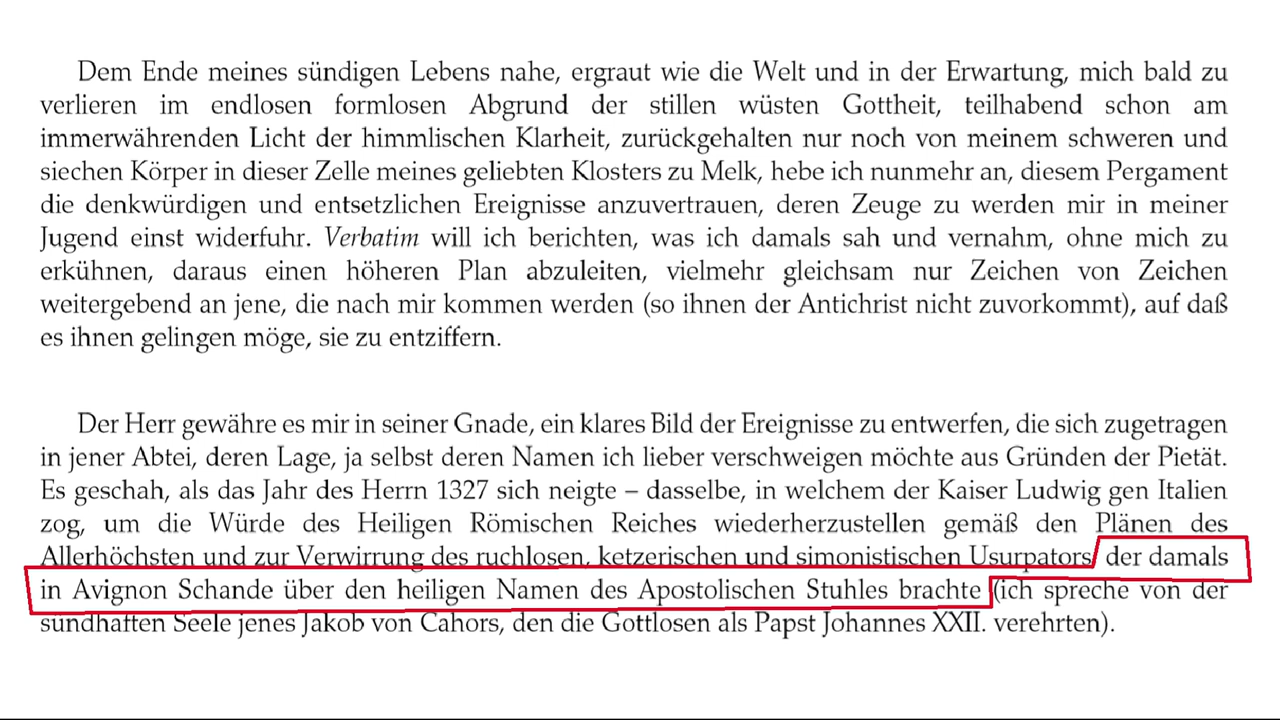 Dem Ende meines sündigen Lebens nahe, ergraut wie die Welt und in der Erwartung, mich bald zu
verlieren im endlosen formlosen Abgrund der stillen wüsten Gottheit, teilhabend schon am
immerwährenden Licht der himmlischen Klarheit, zurückgehalten nur noch von meinem schweren und
siechen Körper in dieser Zelle meines geliebten Klosters zu Melk, hebe ich nunmehr an, diesem Pergament
die denkwürdigen und entsetzlichen Ereignisse anzuvertrauen, deren Zeuge zu werden mir in meiner
Jugend einst widerfuhr. Verbatim will ich berichten, was ich damals sah und vernahm, ohne mich zu
erkühnen, daraus einen höheren Plan abzuleiten, vielmehr gleichsam nur Zeichen von Zeichen
weitergebend an jene, die nach mir kommen werden (so ihnen der Antichrist nicht zuvorkommt), auf daß
es ihnen gelingen möge, sie zu entziffern.
Der Herr gewähre es mir in seiner Gnade, ein klares Bild der Ereignisse zu entwerfen, die sich zugetragen
in jener Abtei, deren Lage, ja selbst deren Namen ich lieber verschweigen möchte aus Gründen der Pietät.
Es geschah, als das Jahr des Herrn 1327 sich neigte – dasselbe, in welchem der Kaiser Ludwig gen Italien
zog, um die Würde des Heiligen Römischen Reiches wiederherzustellen gemäß den Plänen des
Allerhöchsten und zur Verwirrung des ruchlosen, ketzerischen und simonistischen Usurpators, der damals
in Avignon Schande über den heiligen Namen des Apostolischen Stuhles brachte (ich spreche von der
sündhaften Seele jenes Jakob von Cahors, den die Gottlosen als Papst Johannes XXII. verehrten).